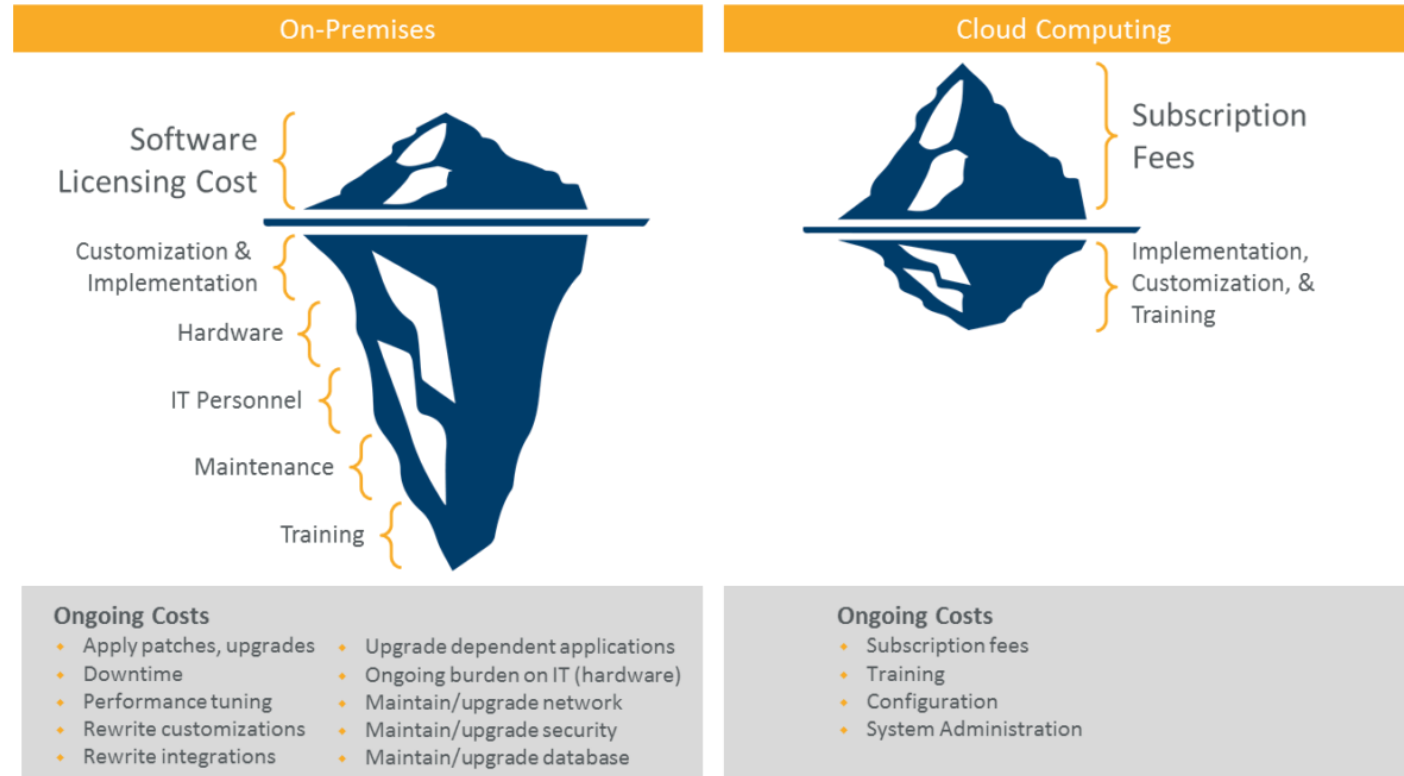 On-Premises
Software
Licensing Cost
Customization &
Implementation
Hardware
IT Personnel
Maintenance
Training
Ongoing Costs
Apply patches, upgrades
Downtime
Performance tuning
Rewrite customizations
Rewrite integrations
Upgrade dependent applications
Ongoing burden on IT (hardware)
Maintain/upgrade network
Maintain/upgrade security
Maintain/upgrade database
Cloud Computing
Subscription
Fees
Implementation,
Customization, &
Training
Ongoing Costs
Subscription fees
Training
Configuration
System Administration